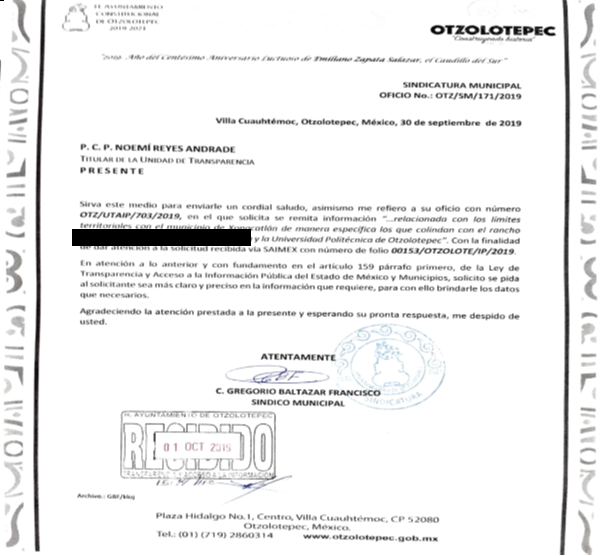 H. AYUNTAMIENTO
CONSTITUCIONAL
DE OTZOLOTEPEC
2019-2021
OTZOLOTEPEC
"Construyendo historia"
"2019. Año del Centésimo Aniversario Luctuoso de Emiliano Zapata Salazar, el Caudillo del Sur"
SINDICATURA MUNICIPAL
OFICIO No.: OTZ/SM/171/2019
Villa Cuauhtémoc, Otzolotepec, México, 30 de septiembre de 2019
P. C. P. NOEMÍ REYES ANDRADE
TITULAR DE LA UNIDAD DE TRANSPARENCIA
P R E S E N T E
Sirva este medio para enviarle un cordial saludo, asimismo me refiero a su oficio con número
OTZ/UTAIP/703/2019, en el que solicita se remita información "...relacionada con los límites
territoriales con el municipio de Xonacatlán de manera específica los que colindan con el rancho
y la Universidad Politécnica de Otzolotepec". Con la finalidad
de dar atención a la solicitud recibida vía SAIMEX con número de folio 00153/OTZOLOTE/IP/2019.
En atención a lo anterior y con fundamento en el artículo 159 párrafo primero, de la Ley de
Transparencia y Acceso a la Información Pública del Estado de México y Municipios, solicito se pida
al solicitante sea más claro y preciso en la información que requiere, para con ello brindarle los datos
que necesarios.
Agradeciendo la atención prestada a la presente y esperando su pronta respuesta, me despido de
usted.
ATENTAMENTE
C. GREGORIO BALTAZAR FRANCISCO
SINDICO MUNICIPAL
SINDICATURA
H. AYUNTAMIENTO DE OTZOLOTEPEC
RECIBIDO
01 OCT 2019
TRANSPARENCIA Y ACCESO A LA INFORMACION
Archivo.: GBF/kluj
Plaza Hidalgo No.1, Centro, Villa Cuauhtémoc, CP 52080
Otzolotepec, México.
Tel.: (01) (719) 2860314 www.otzolotepec.gob.mx